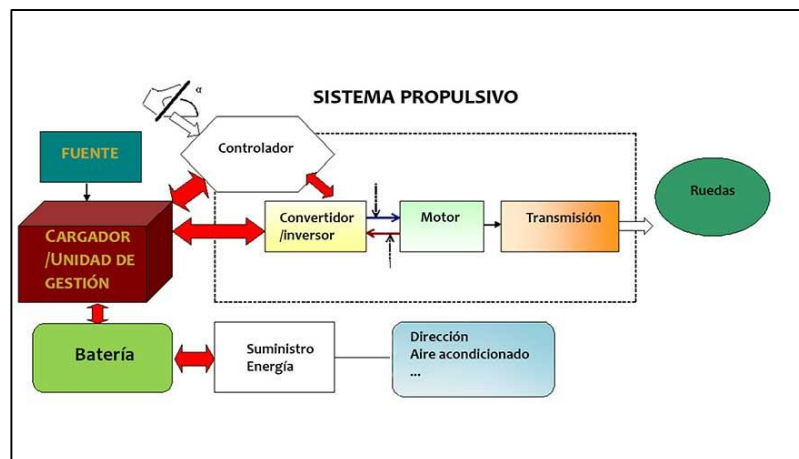 α
SISTEMA PROPULSIVO
FUENTE
Controlador
Ruedas
CARGADOR
/UNIDAD DE
GESTIÓN
Convertidor
/inversor
Motor
Transmisión
Batería
Suministro
Energía
Dirección
Aire acondicionado
...